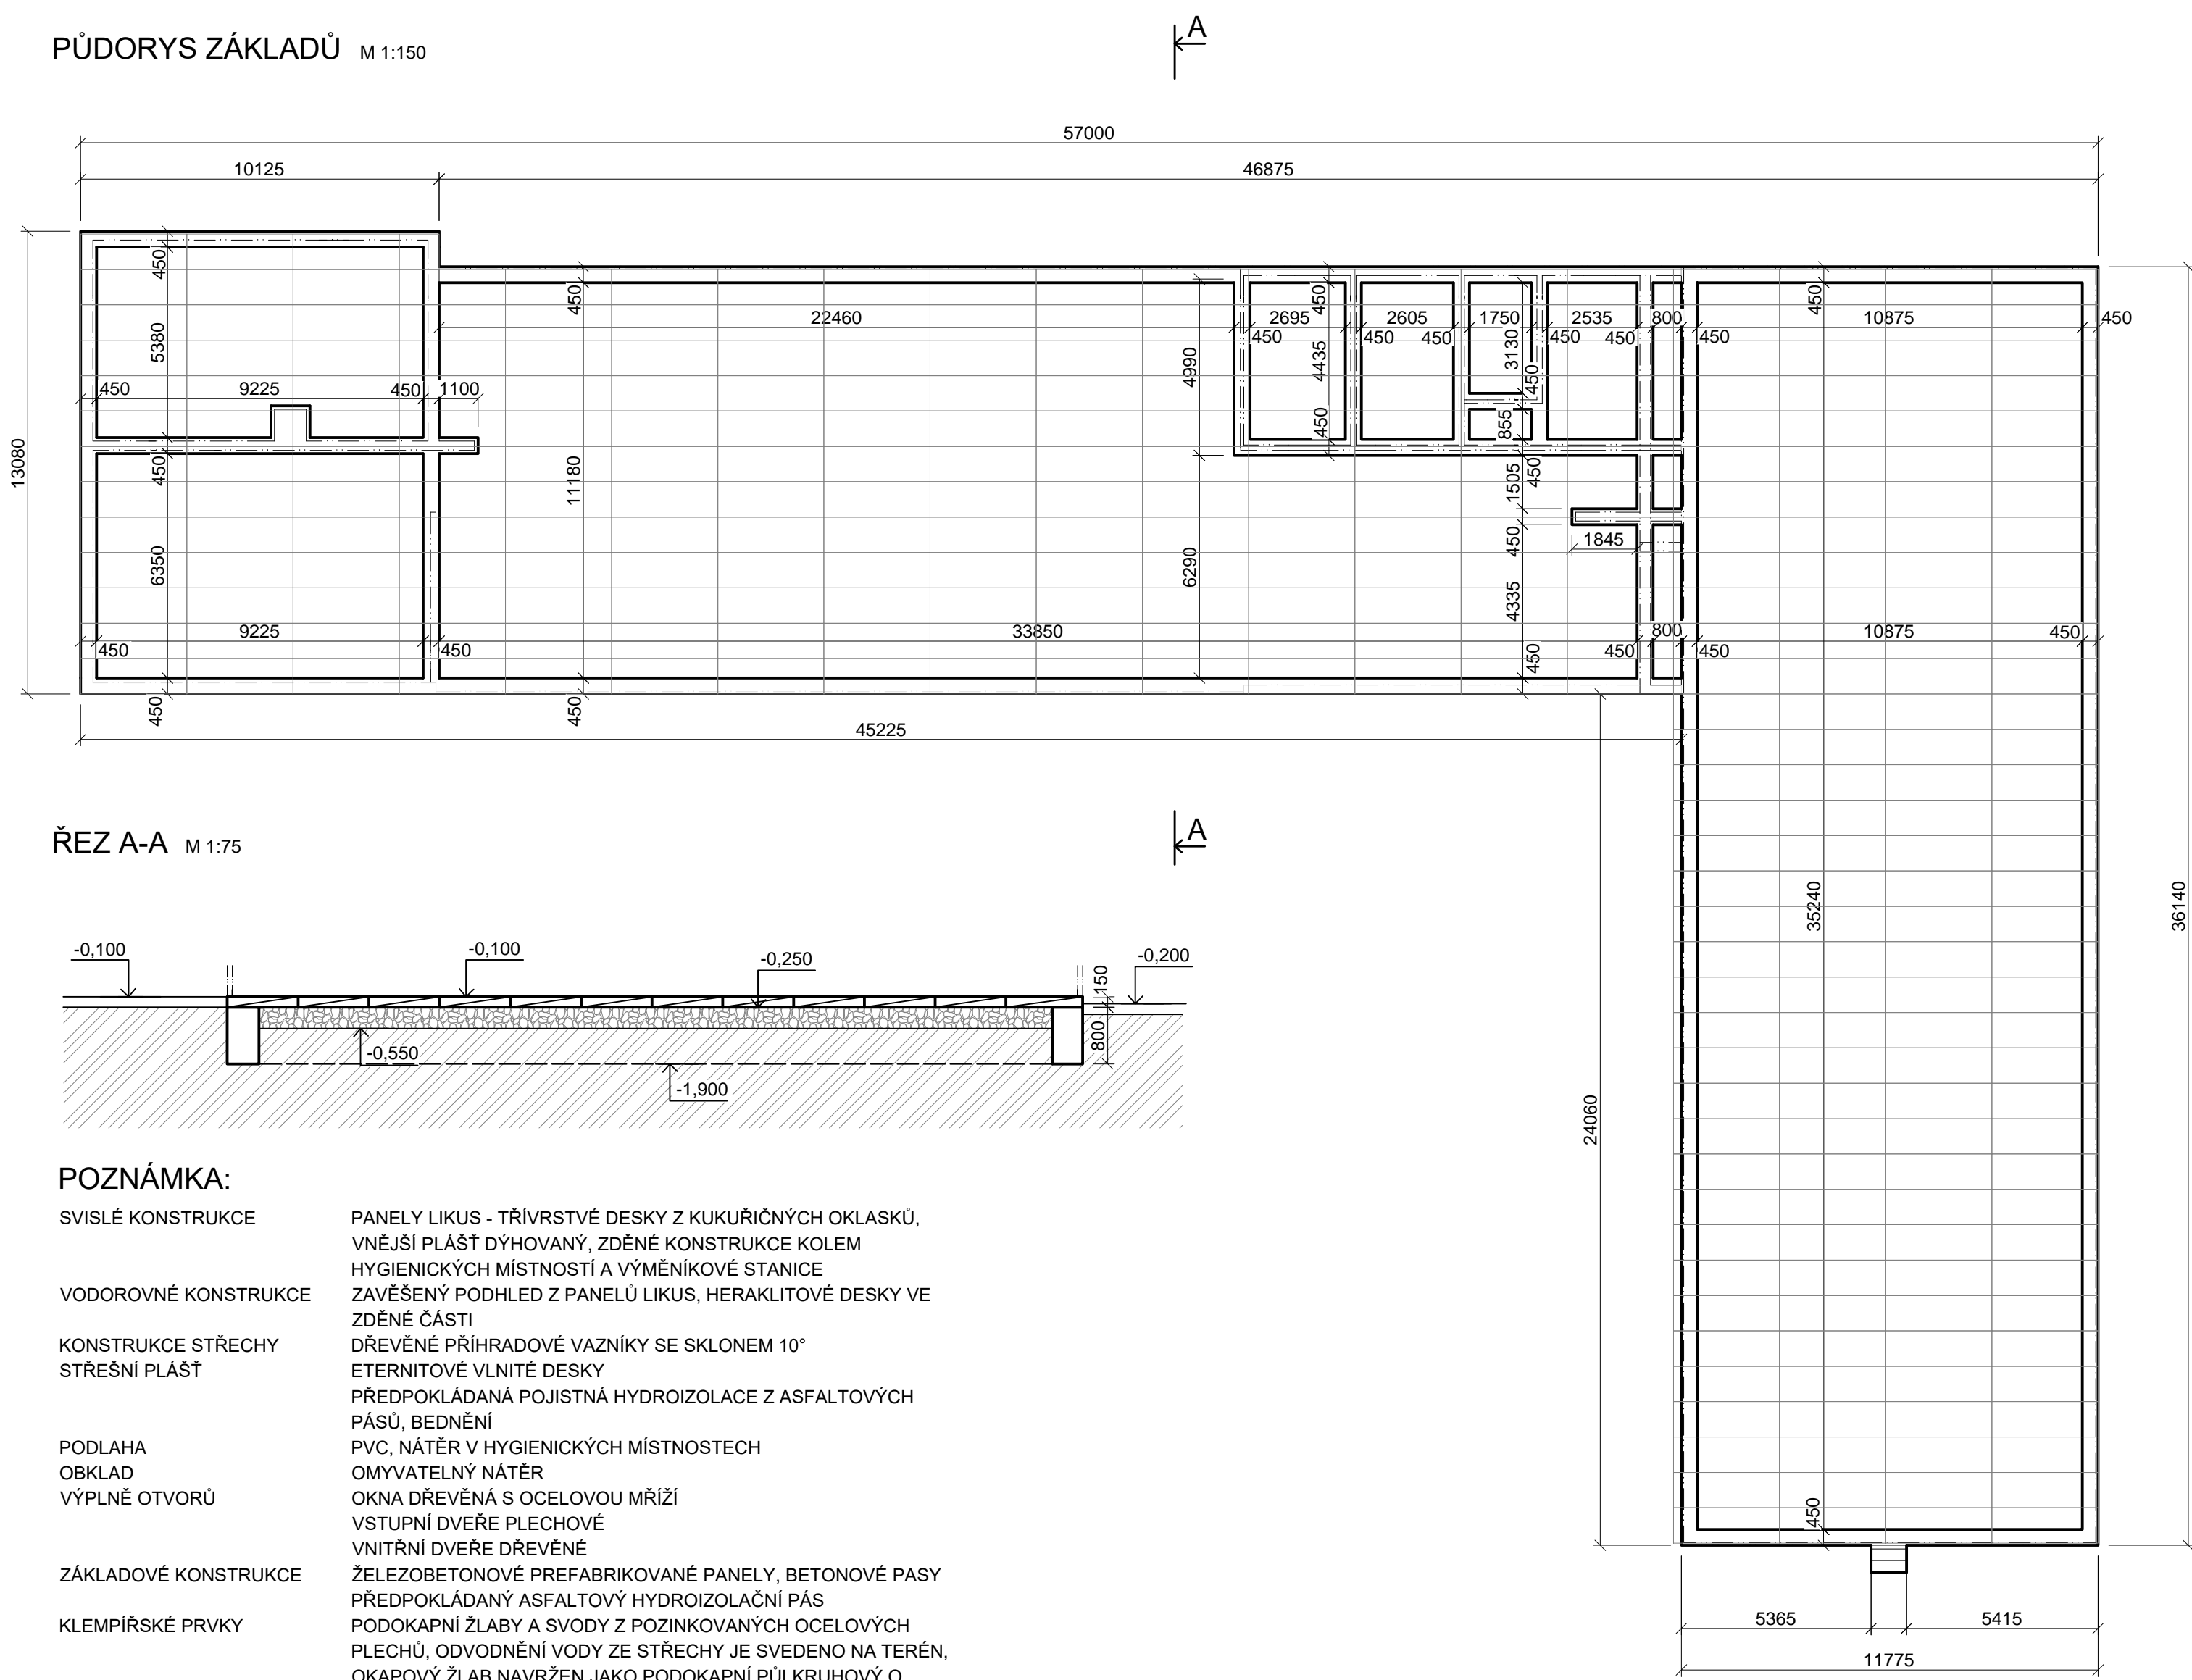 PŮDORYS ZÁKLADŮ M 1:150
A
57000
10125 46875
450 450 450 450
22460 2695 2605 1750 2535 800 10875 450
450 450 450 450 450 450
5380 4990 4435 3130
450 9225 450 1100 450
855
450
13080
450 11180 1505 450
450 1845
6350 6290
4335
9225 33850 800 10875 450
450 450 450 450 450
450 450
45225
ŘEZ A-A M 1:75
A
35240 36140
-0,100 -0,100 -0,250 150 -0,200
800
-0,550
-1,900
24060
POZNÁMKA:
SVISLÉ KONSTRUKCE PANELY LIKUS - TŘÍVRSTVÉ DESKY Z KUKUŘIČNÝCH OKLASKŮ,
VNĚJŠÍ PLÁŠŤ DÝHOVANÝ, ZDĚNÉ KONSTRUKCE KOLEM
HYGIENICKÝCH MÍSTNOSTÍ A VÝMĚNÍKOVÉ STANICE
VODOROVNÉ KONSTRUKCE ZAVĚŠENÝ PODHLED Z PANELŮ LIKUS, HERAKLITOVÉ DESKY VE
ZDĚNÉ ČÁSTI
KONSTRUKCE STŘECHY DŘEVĚNÉ PŘÍHRADOVÉ VAZNÍKY SE SKLONEM 10°
STŘEŠNÍ PLÁŠŤ ETERNITOVÉ VLNITÉ DESKY
PŘEDPOKLÁDANÁ POJISTNÁ HYDROIZOLACE Z ASFALTOVÝCH
PÁSŮ, BEDNĚNÍ
PODLAHA PVC, NÁTĚR V HYGIENICKÝCH MÍSTNOSTECH
OBKLAD OMYVATELNÝ NÁTĚR
VÝPLNĚ OTVORŮ OKNA DŘEVĚNÁ S OCELOVOU MŘÍŽÍ
VSTUPNÍ DVEŘE PLECHOVÉ
VNITŘNÍ DVEŘE DŘEVĚNÉ
450
ZÁKLADOVÉ KONSTRUKCE ŽELEZOBETONOVÉ PREFABRIKOVANÉ PANELY, BETONOVÉ PASY
PŘEDPOKLÁDANÝ ASFALTOVÝ HYDROIZOLAČNÍ PÁS
KLEMPÍŘSKÉ PRVKY PODOKAPNÍ ŽLABY A SVODY Z POZINKOVANÝCH OCELOVÝCH
PLECHŮ, ODVODNĚNÍ VODY ZE STŘECHY JE SVEDENO NA TERÉN,
OKAPOVÝ ŽLAB NAVRŽEN JAKO PODOKAPNÍ PŮLKRUHOVÝ O
5365 5415
11775